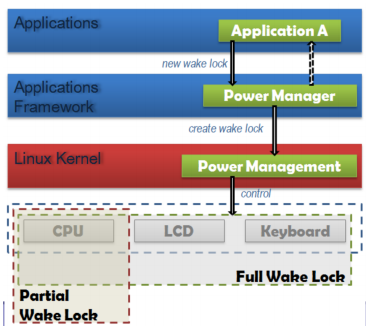 Applications
Application A
new wake lock
Applications
Framework
Power Manager
create wake lock
Linux Kernel
Power Management
control
CPU
LCD
Keyboard
Full Wake Lock
Partial
Wake Lock